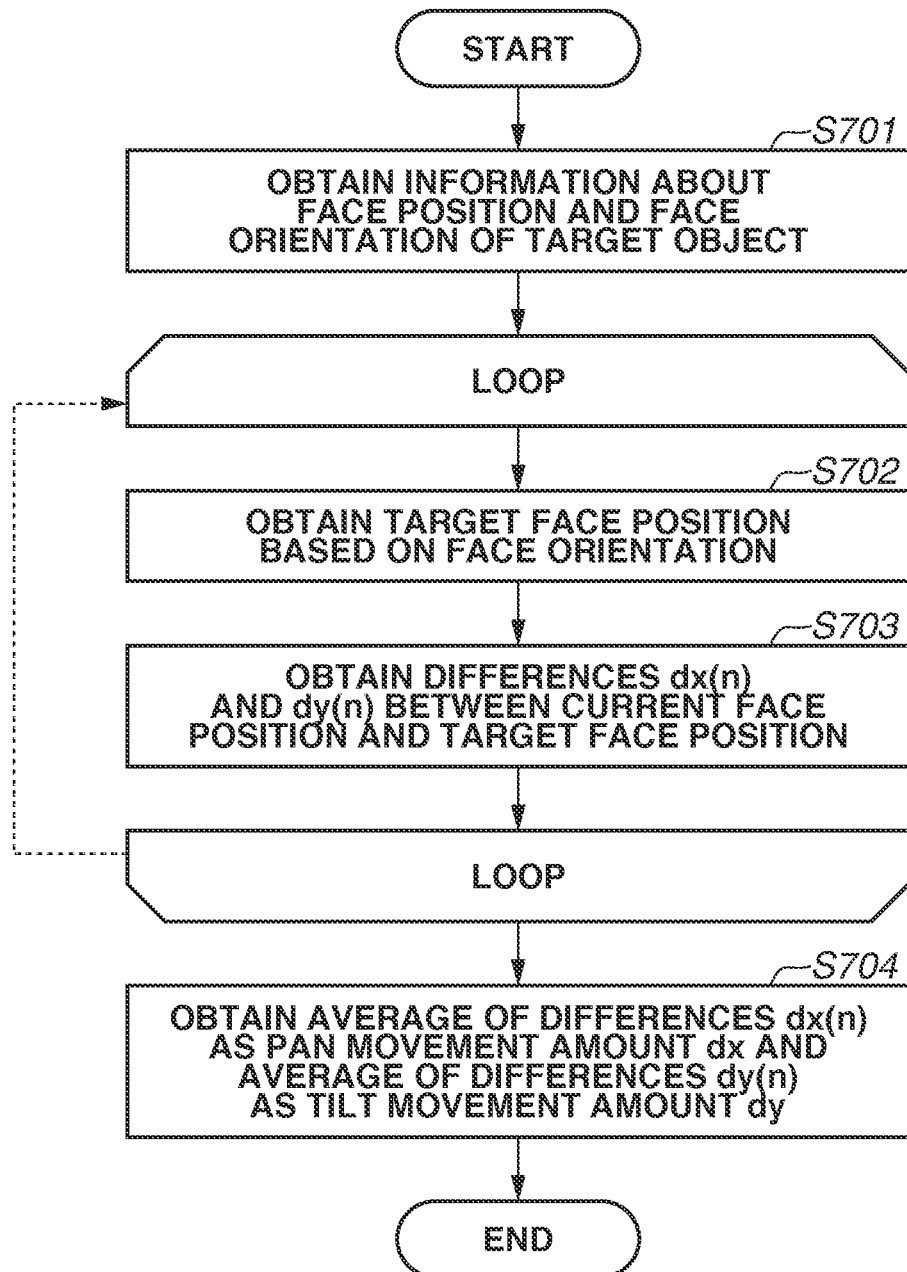 START
S701
OBTAIN INFORMATION ABOUT
FACE POSITION AND FACE
ORIENTATION OF TARGET OBJECT
LOOP
S702
OBTAIN TARGET FACE POSITION
BASED ON FACE ORIENTATION
S703
OBTAIN DIFFERENCES dx(n)
AND dy(n) BETWEEN CURRENT FACE
POSITION AND TARGET FACE POSITION
LOOP
S704
OBTAIN AVERAGE OF DIFFERENCES dx(n)
AS PAN MOVEMENT AMOUNT dx AND
AVERAGE OF DIFFERENCES dy(n)
AS TILT MOVEMENT AMOUNT dy
END